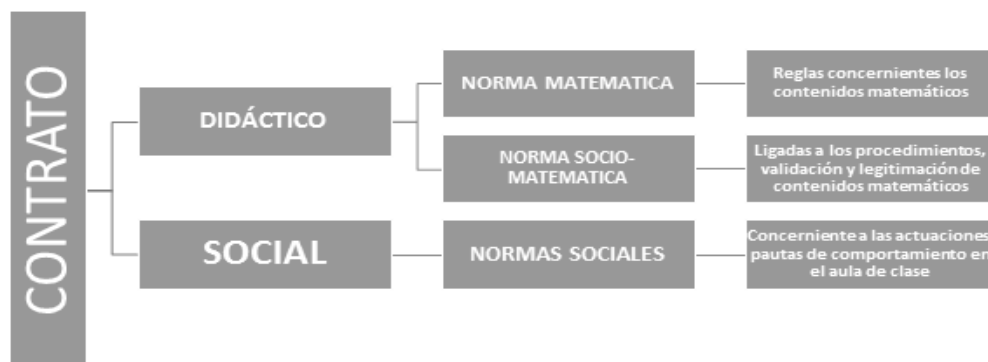 CONTRATO
DIDÁCTICO
NORMA MATEMATICA
Reglas concernientes los
contenidos matemáticos
NORMA SOCIO-
MATEMATICA
Ligadas a los procedimientos,
validación y legitimación de
contenidos matemáticos
SOCIAL
NORMAS SOCIALES
Concerniente a las actuaciones
pautas de comportamiento en
el aula de clase